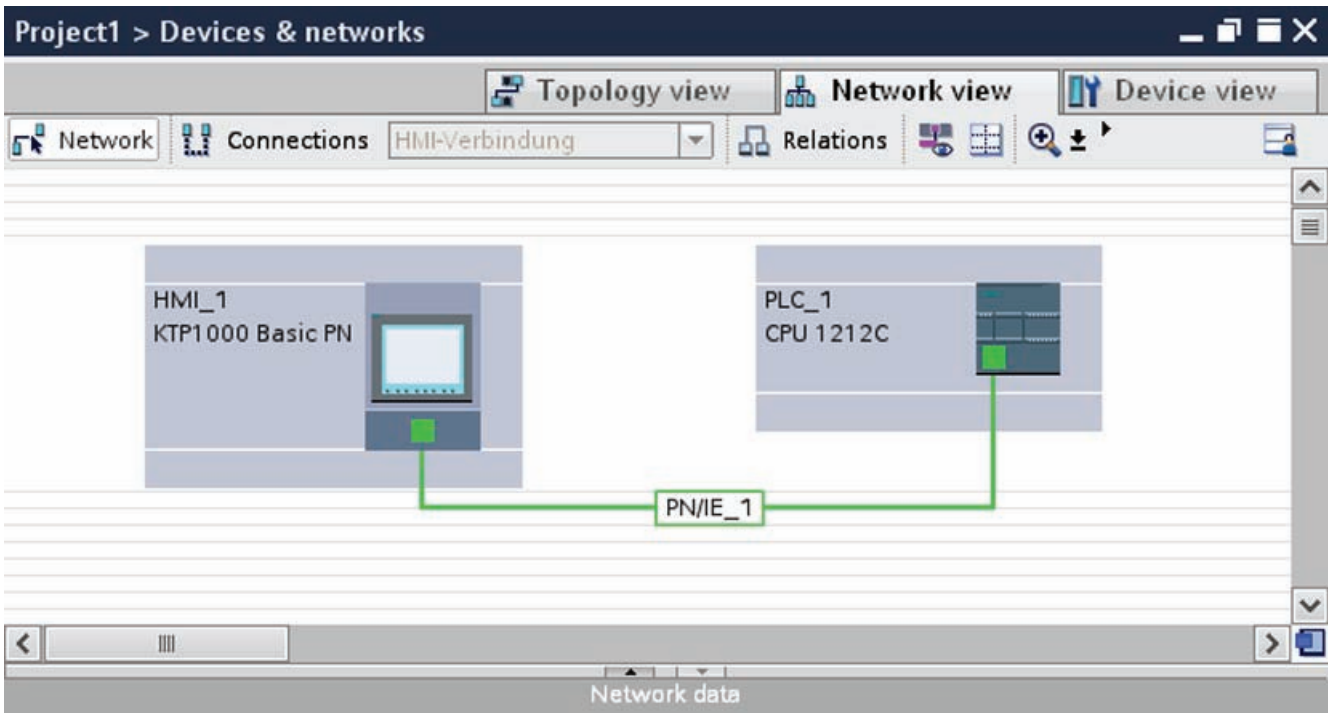 Project1 > Devices & networks
Topology view
Network view
Device view
Network
Connections
HMI-Verbindung
Relations
HMI_1
KTP1000 Basic PN
PLC_1
CPU 1212C
PN/IE_1
Network data